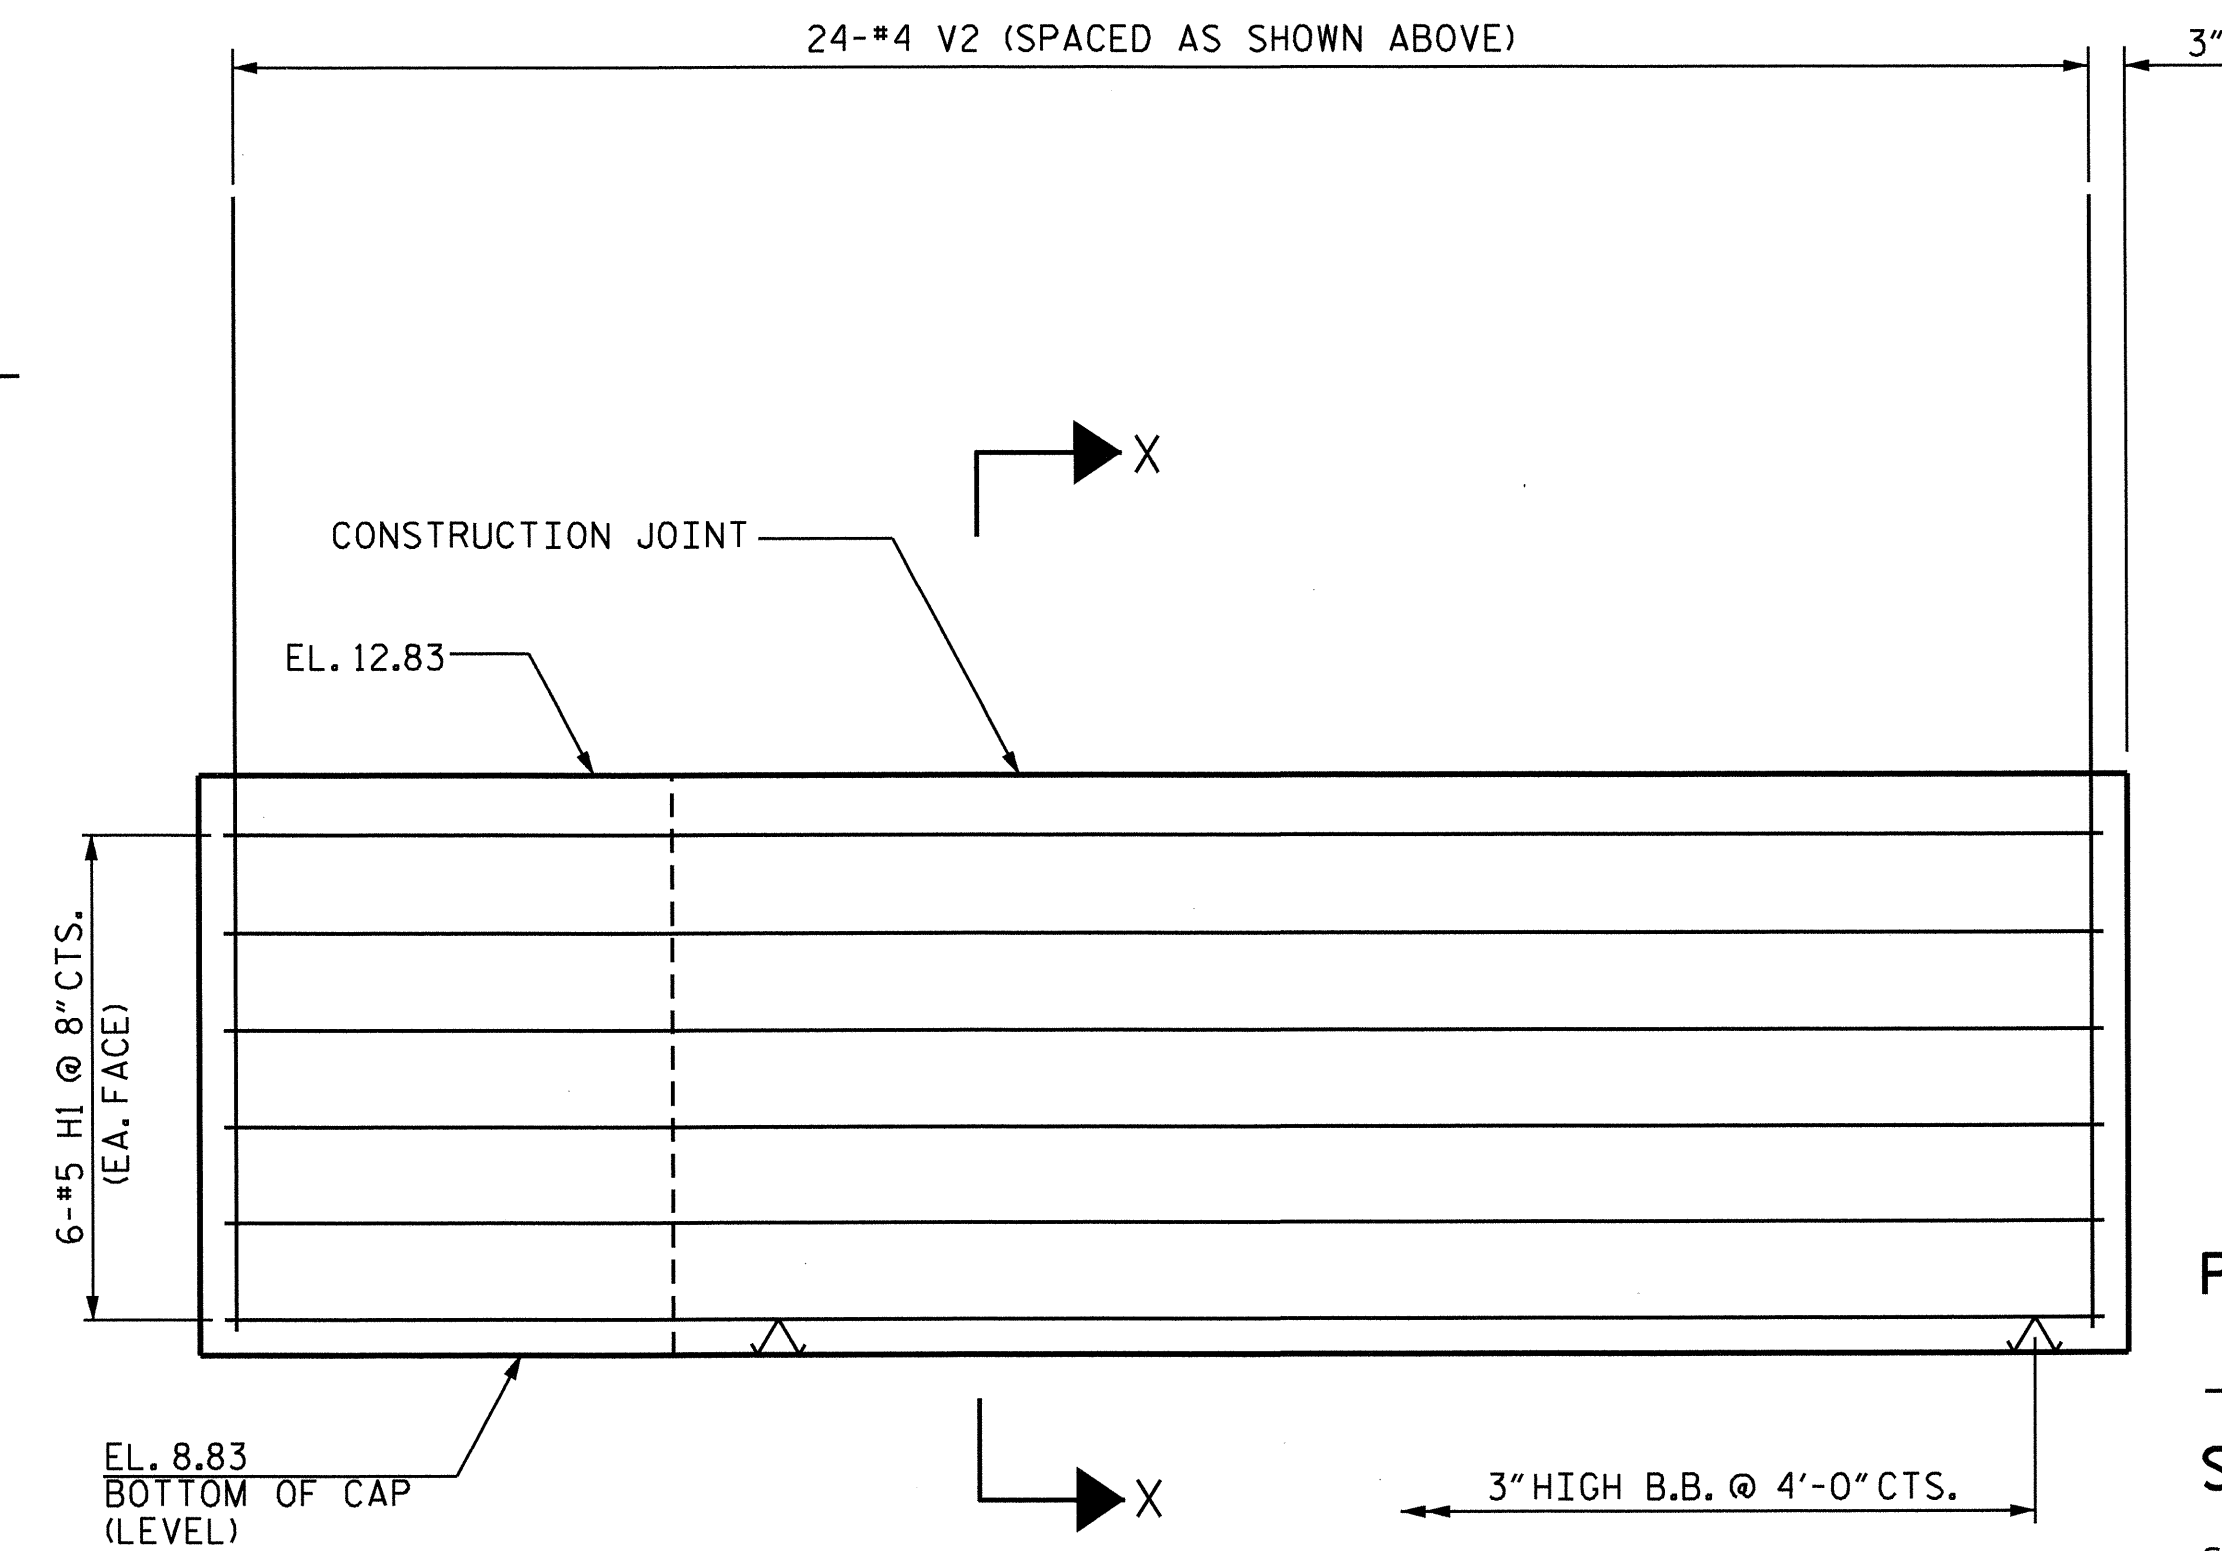 24-#4 V2 (SPACED AS SHOWN ABOVE)
3"
X
CONSTRUCTION JOINT
EL. 12.83
6-#5 H1 @ 8" CTS.
(EA. FACE)
EL. 8.83
BOTTOM OF CAP
(LEVEL)
X
3" HIGH B.B. @ 4'-0" CTS.
P
S